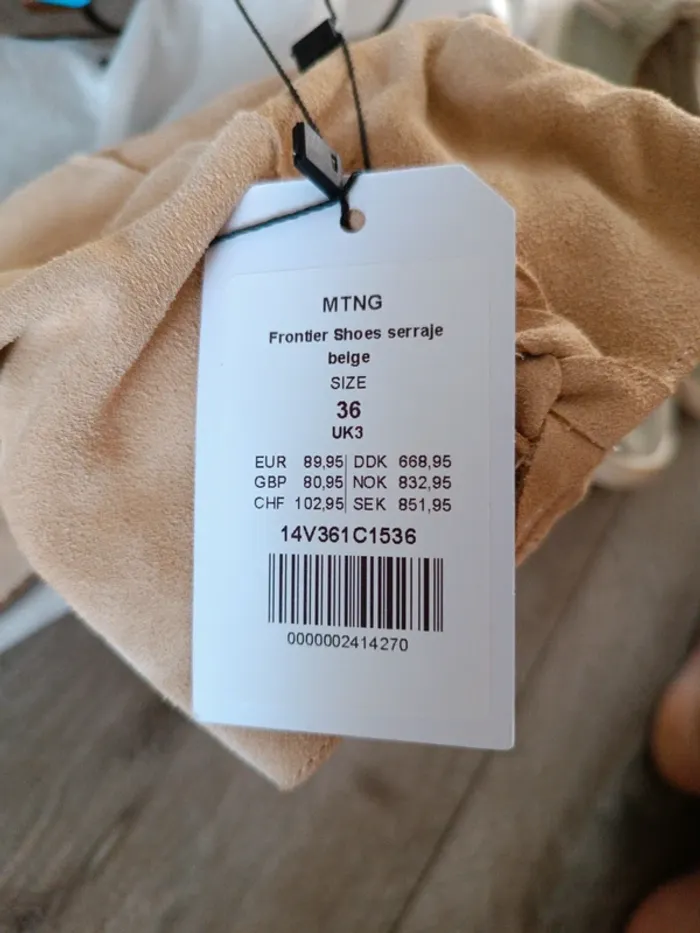 MTNG
Frontier Shoes serraje
beige
SIZE
36
UK3
EUR 89,95 DDK 668,95
GBP 80,95 NOK 832,95
CHF 102,95 SEK 851,95
14V361C1536
0000002414270